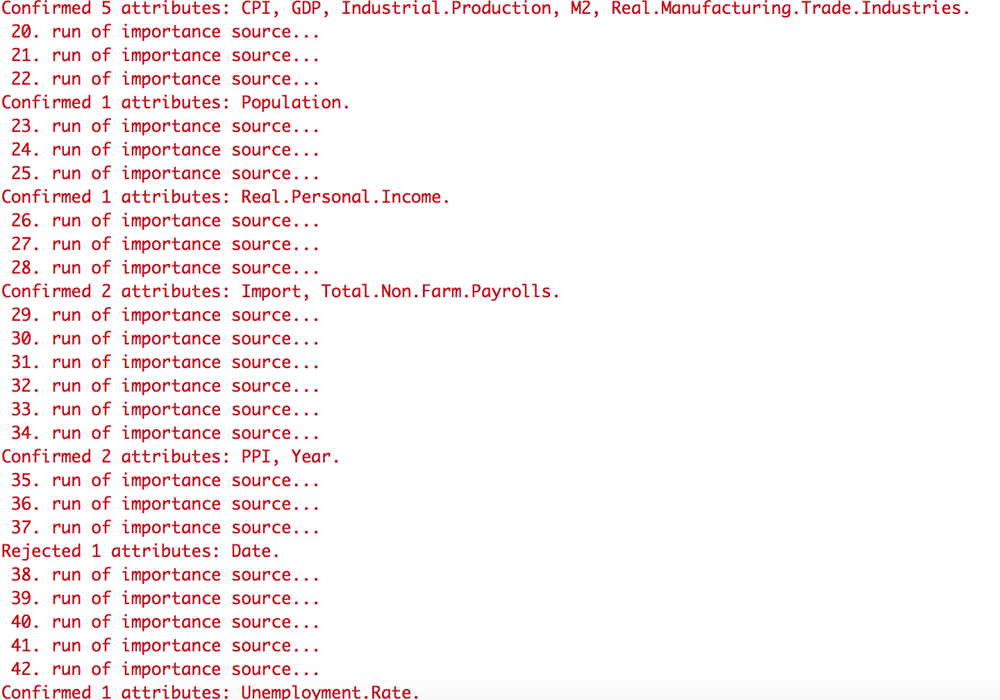 Confirmed 5 attributes: CPI, GDP, Industrial.Production, M2, Real.Manufacturing.Trade.Industries.
20. run of importance source...
21. run of importance source...
22. run of importance source...
Confirmed 1 attributes: Population.
23. run of importance source...
24. run of importance source...
25. run of importance source...
Confirmed 1 attributes: Real.Personal.Income.
26. run of importance source...
27. run of importance source...
28. run of importance source...
Confirmed 2 attributes: Import, Total.Non.Farm.Payrolls.
29. run of importance source...
30. run of importance source...
31. run of importance source...
32. run of importance source...
33. run of importance source...
34. run of importance source...
Confirmed 2 attributes: PPI, Year.
35. run of importance source...
36. run of importance source...
37. run of importance source...
Rejected 1 attributes: Date.
38. run of importance source...
39. run of importance source...
40. run of importance source...
41. run of importance source...
42. run of importance source...
Confirmed 1 attributes: Unemployment.Rate.